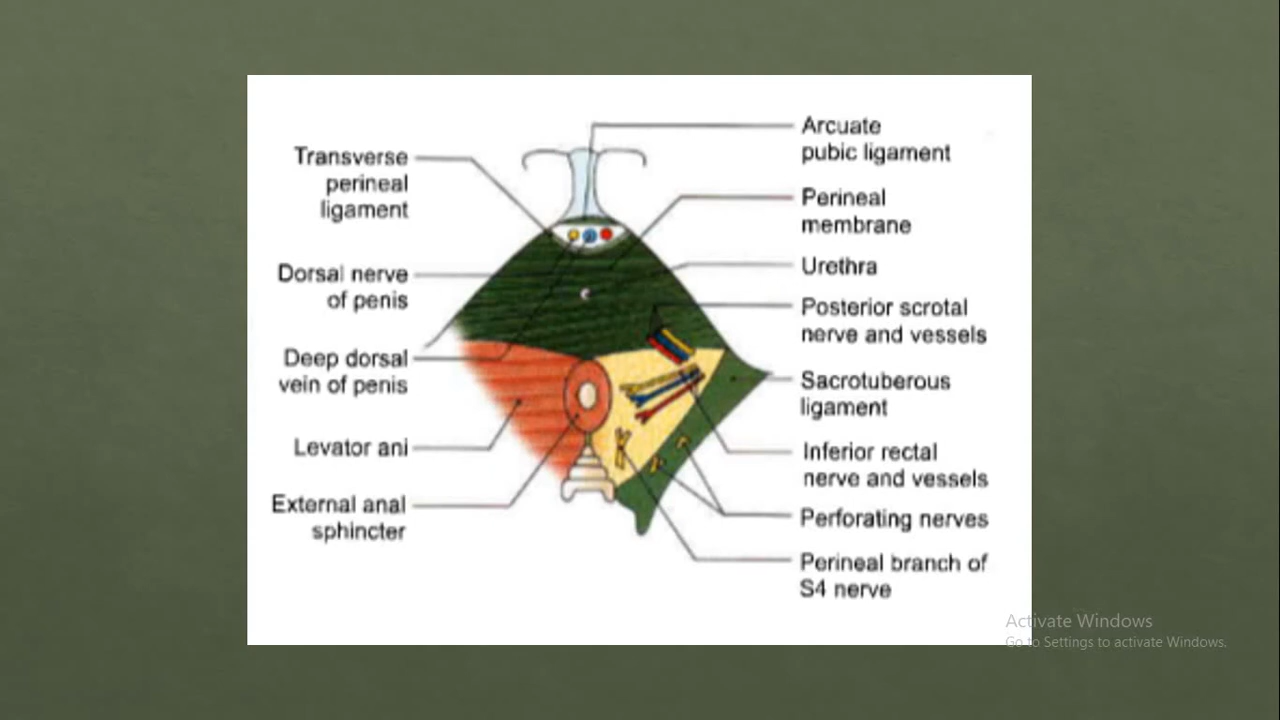 Transverse
perineal
ligament
Dorsal nerve
of penis
Deep dorsal
vein of penis
Levator ani
External anal
sphincter
Arcuate
pubic ligament
Perineal
membrane
Urethra
Posterior scrotal
nerve and vessels
Sacrotuberous
ligament
Inferior rectal
nerve and vessels
Perforating nerves
Perineal branch of
S4 nerve
Activate Windows
Go to Settings to activate Windows.